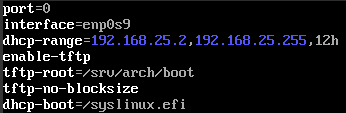 port=0
interface=enp0s9
dhcp-range=192.168.25.2,192.168.25.255,12h
enable-tftp
tftp-root=/srv/arch/boot
tftp-no-blocksize
dhcp-boot=/syslinux.efi